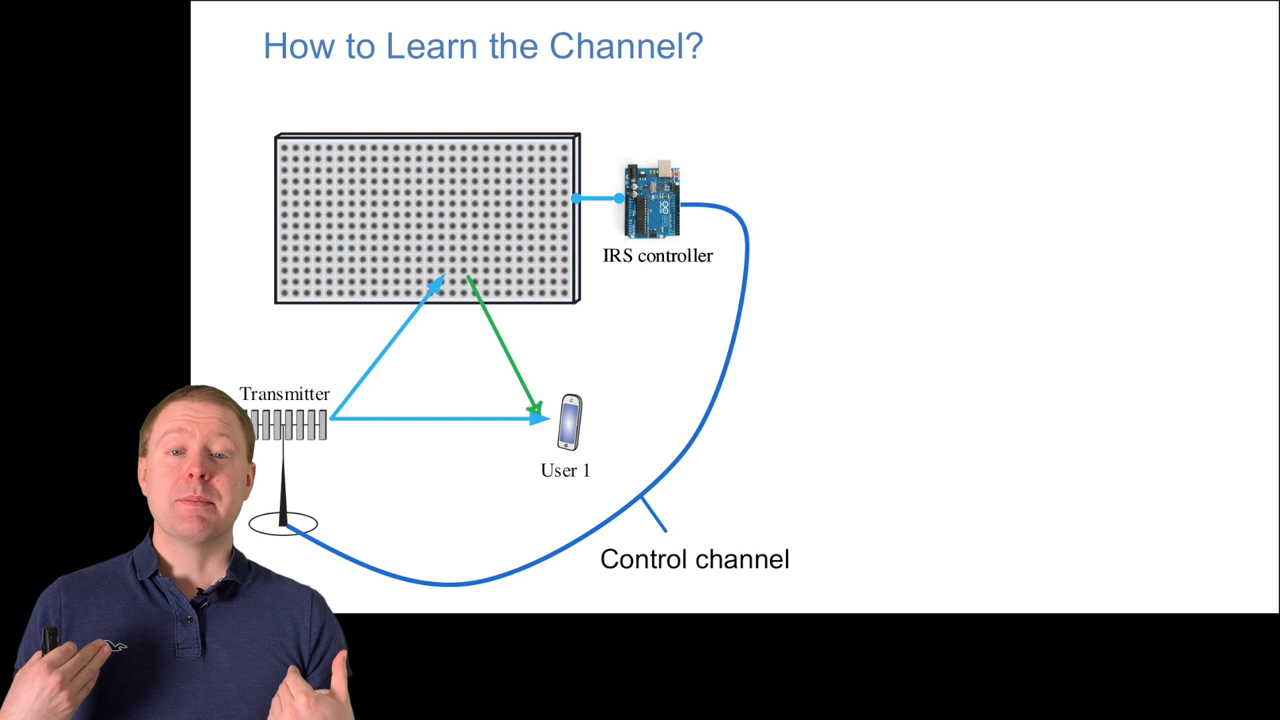 How to Learn the Channel?
IRS controller
Transmitter
User 1
Control channel